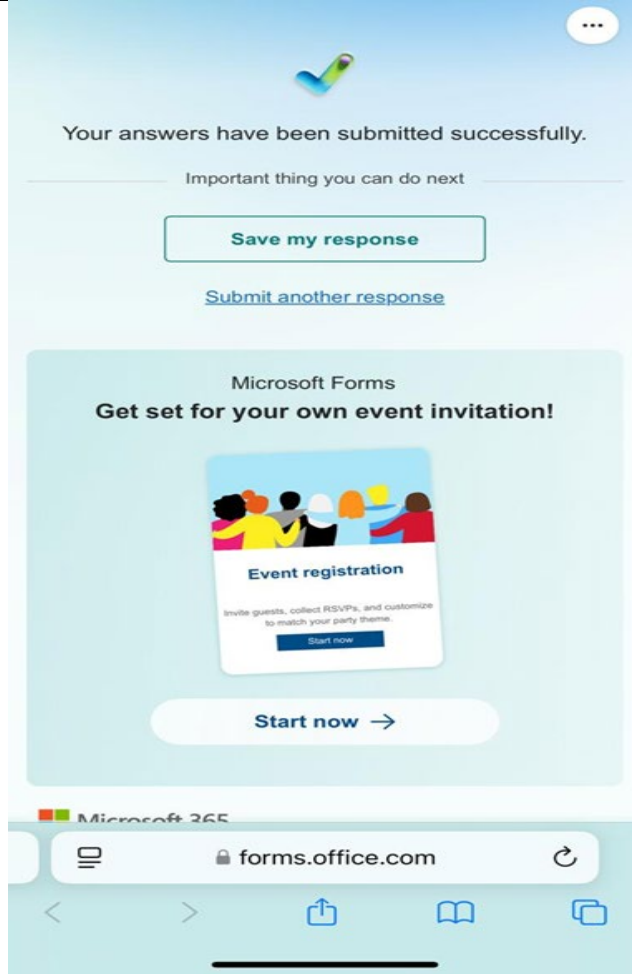 Your answers have been submitted successfully.
Important thing you can do next
Save my response
Submit another response
Microsoft Forms
Get set for your own event invitation!
Event registration
Invite guests, collect RSVPs, and customize
to match your party theme.
Start now
Start now →
Microsoft 365
forms.office.com